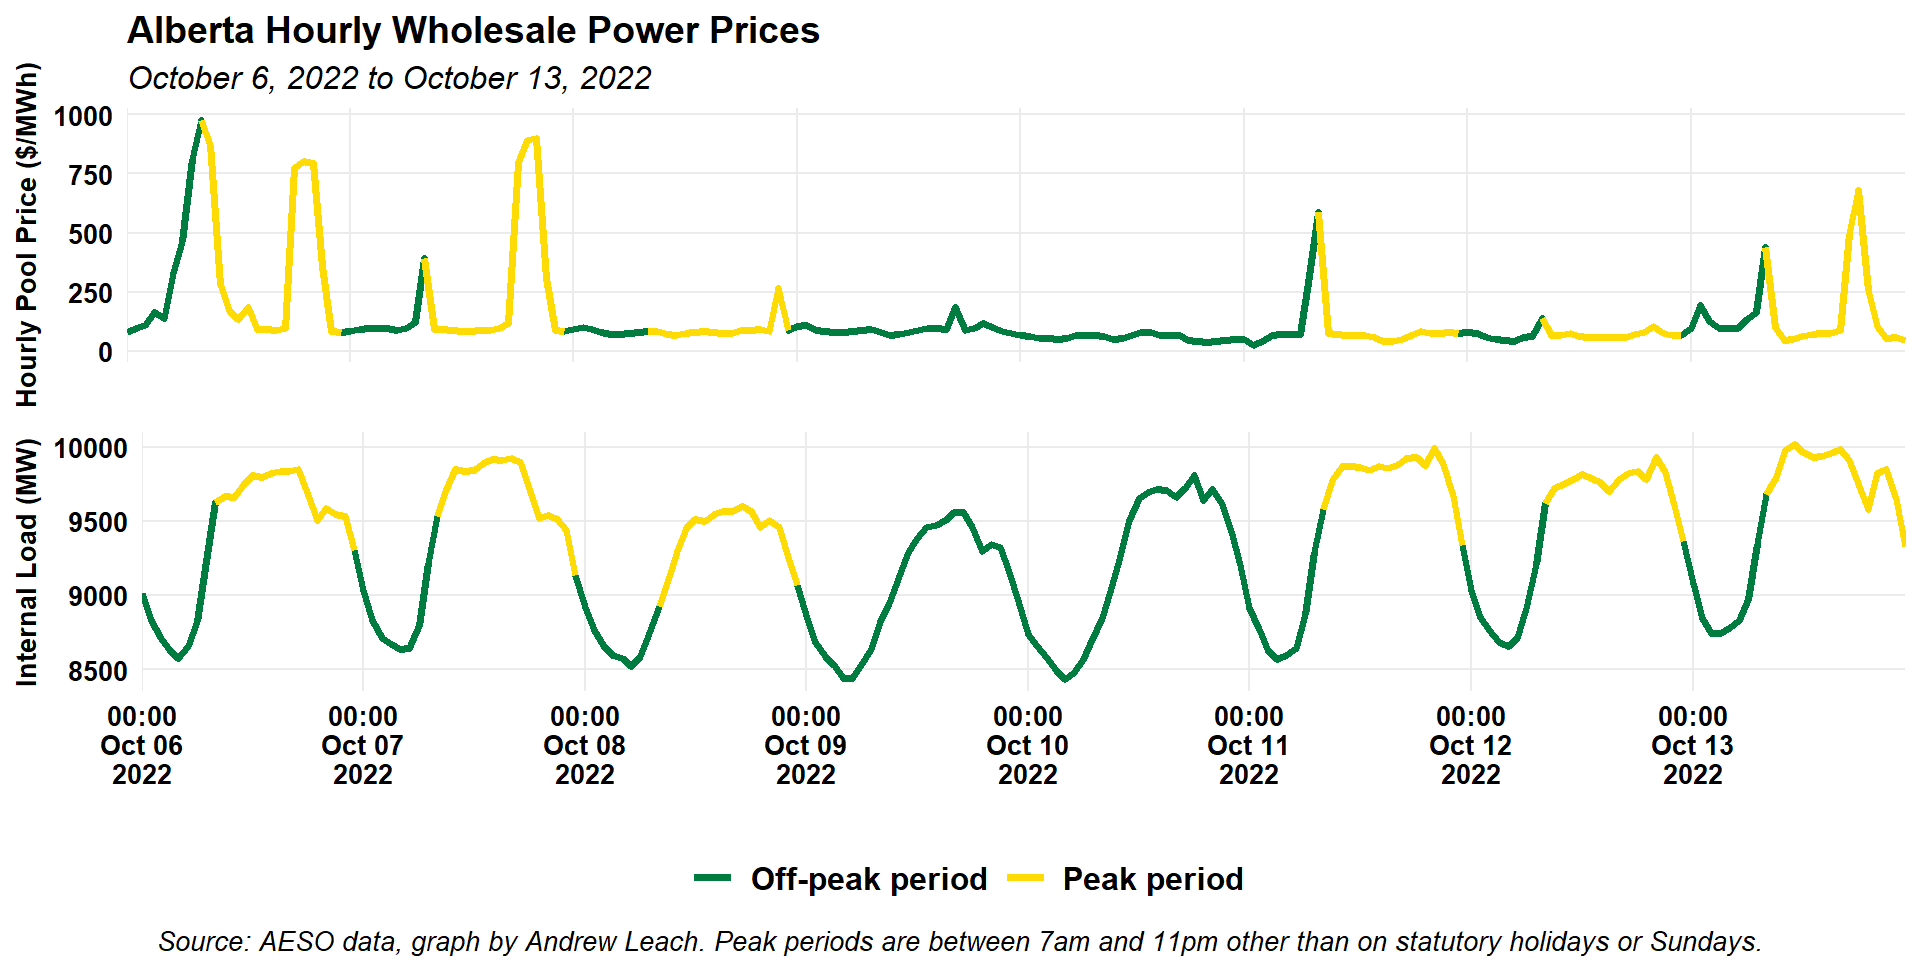 Alberta Hourly Wholesale Power Prices
October 6, 2022 to October 13, 2022
Hourly Pool Price ($/MWh)
1000
750
500
250
0
Internal Load (MW)
10000
9500
9000
8500
00:00 00:00 00:00 00:00 00:00 00:00 00:00 00:00
Oct 06 Oct 07 Oct 08 Oct 09 Oct 10 Oct 11 Oct 12 Oct 13
2022 2022 2022 2022 2022 2022 2022 2022
Off-peak period Peak period
Source: AESO data, graph by Andrew Leach. Peak periods are between 7am and 11pm other than on statutory holidays or Sundays.